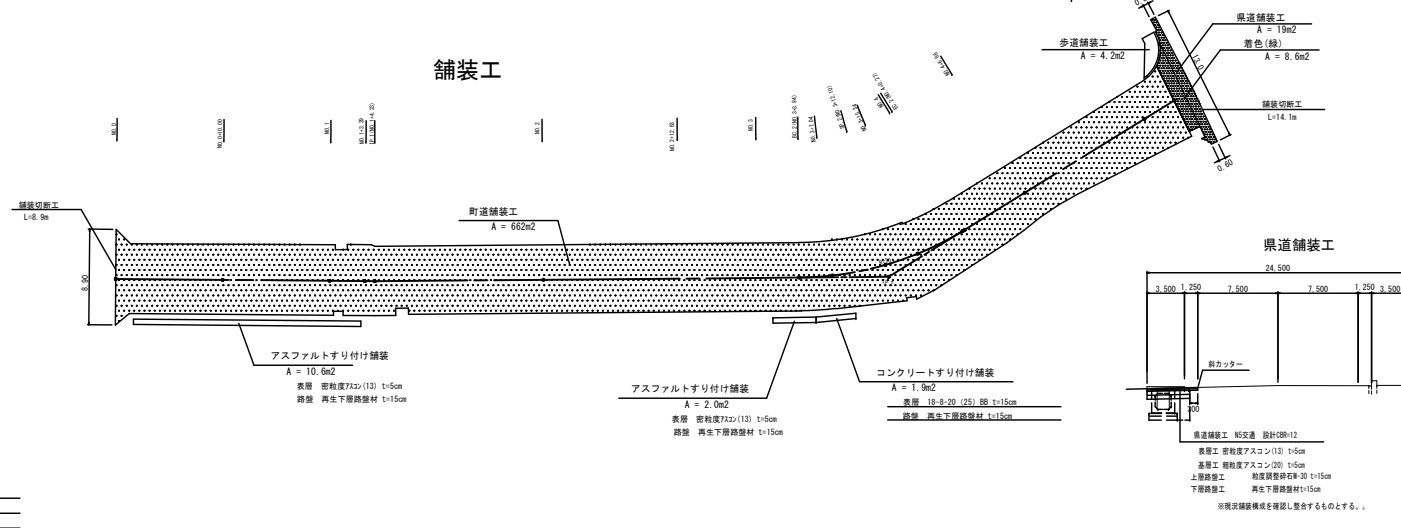 舗装工
県道舗装工
A = 19m2
着色(緑)
A = 8.6m2
歩道舗装工
A = 4.2m2
舗装切断工
L=14.1m
0.60
NO.0
NO.0+10.00
NO.1
NO.2
NO.2+12.63
NO.3
舗装切断工
L=8.9m
8.90
町道舗装工
A = 662m2
アスファルトすり付け舗装
A = 10.6m2
表層 密粒度アスコン(13) t=5cm
路盤 再生下層路盤材 t=15cm
アスファルトすり付け舗装
A = 2.0m2
表層 密粒度アスコン(13) t=5cm
路盤 再生下層路盤材 t=15cm
コンクリートすり付け舗装
A = 1.9m2
表層 18-8-20 (25) BB t=15cm
路盤 再生下層路盤材 t=15cm
県道舗装工
24,500
3,500 1,250 7,500 7,500 1,250 3,500
斜カッター
300
県道舗装工 N5交通 設計CBR=12
表層工 密粒度アスコン(13) t=5cm
基層工 粗粒度アスコン(20) t=5cm
上層路盤工 粒度調整砕石M-30 t=15cm
下層路盤工 再生下層路盤材t=15cm
※現況舗装構成を確認し整合するものとする。。